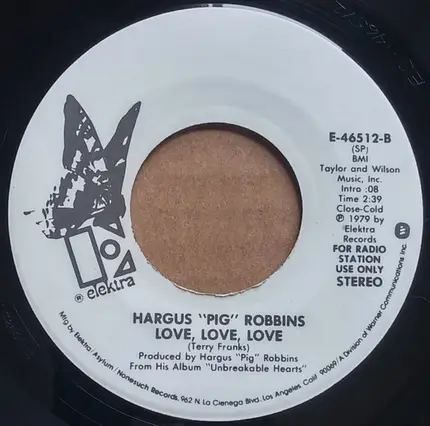 E-46512-B
(SP)
BMI
Taylor and Wilson
Music, Inc.
Intro :08
Time 2:39
Close-Cold
℗ 1979 by
Elektra
Records
FOR RADIO
STATION
USE ONLY
STEREO
® elektra
HARGUS "PIG" ROBBINS
LOVE, LOVE, LOVE
(Terry Franks)
Produced by Hargus "Pig" Robbins
From His Album "Unbreakable Hearts"
Mfg by Elektra/Asylum/Nonesuch Records, 962 N. La Cienega Blvd., Los Angeles, Calif. 90069/A Division of Warner Communications Inc.